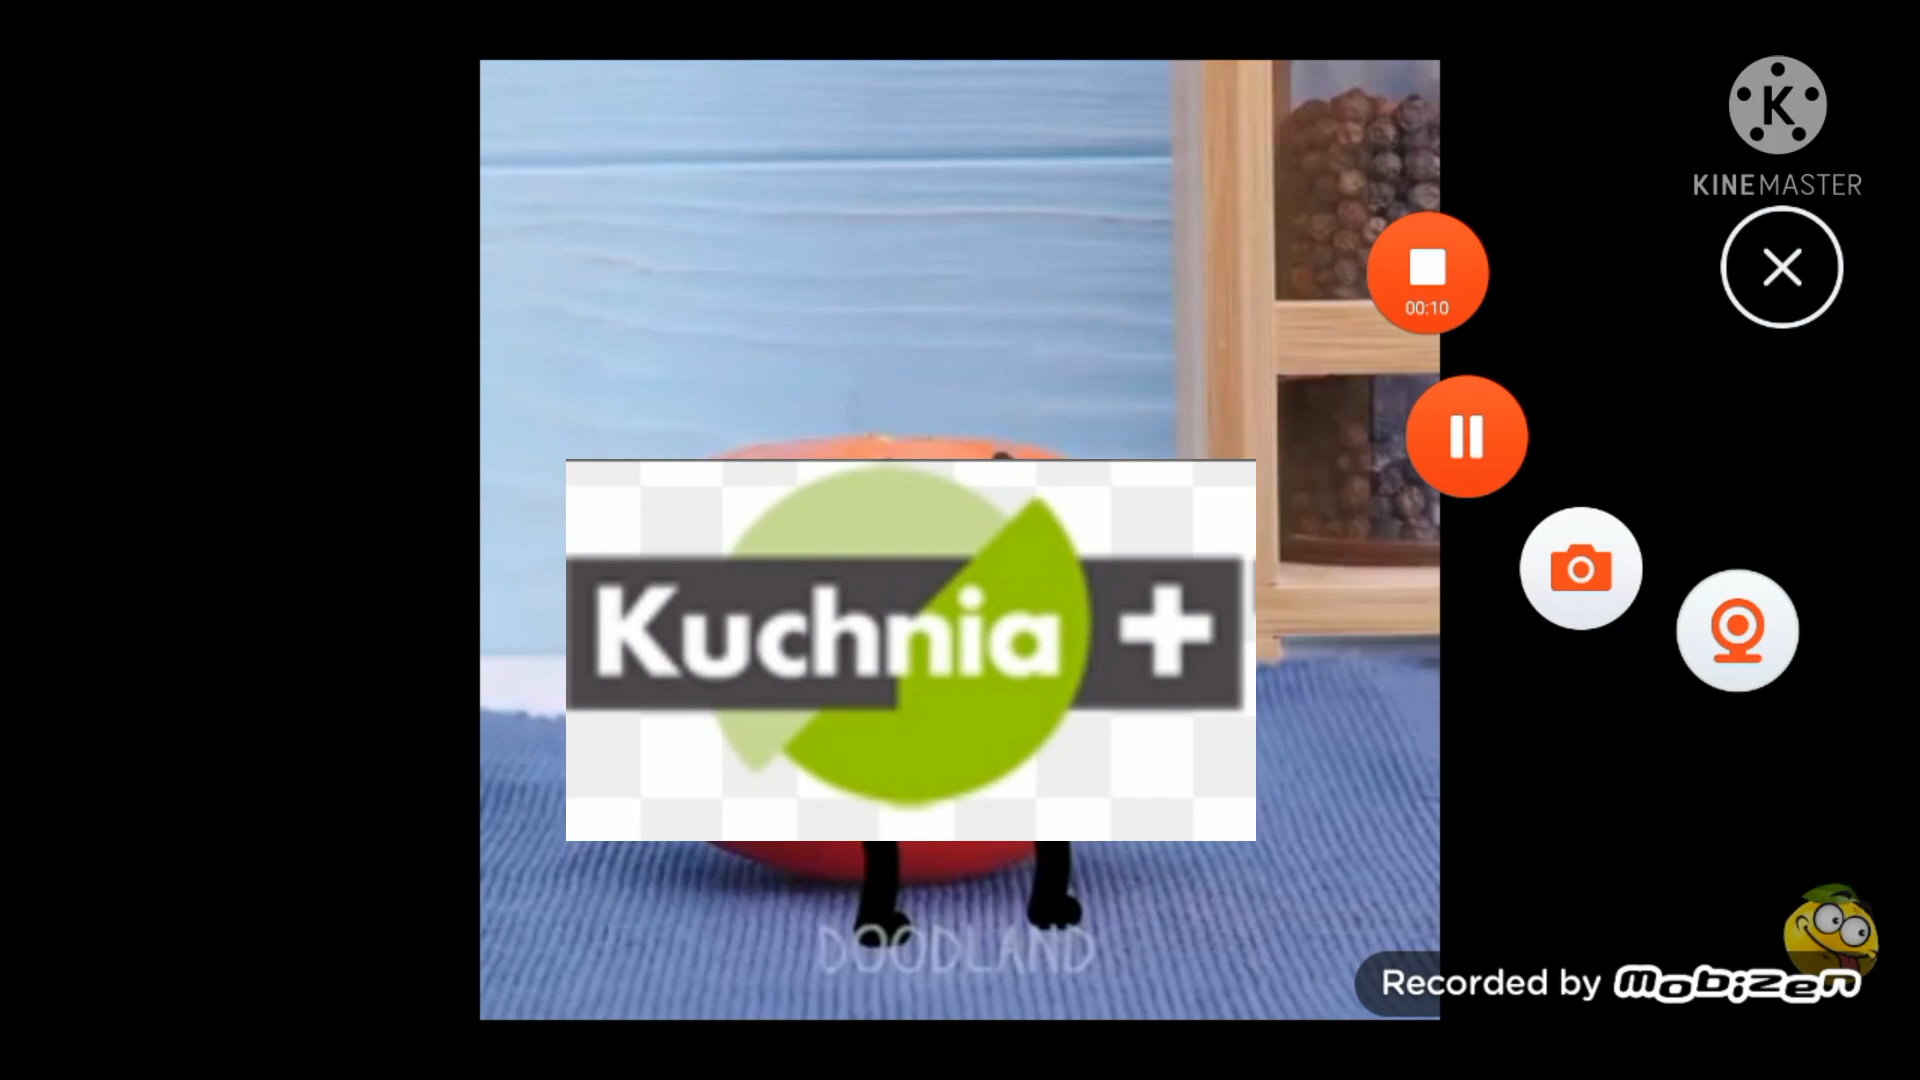 K
KINEMASTER
00:10
Kuchnia +
DOODLAND
Recorded by mobizen